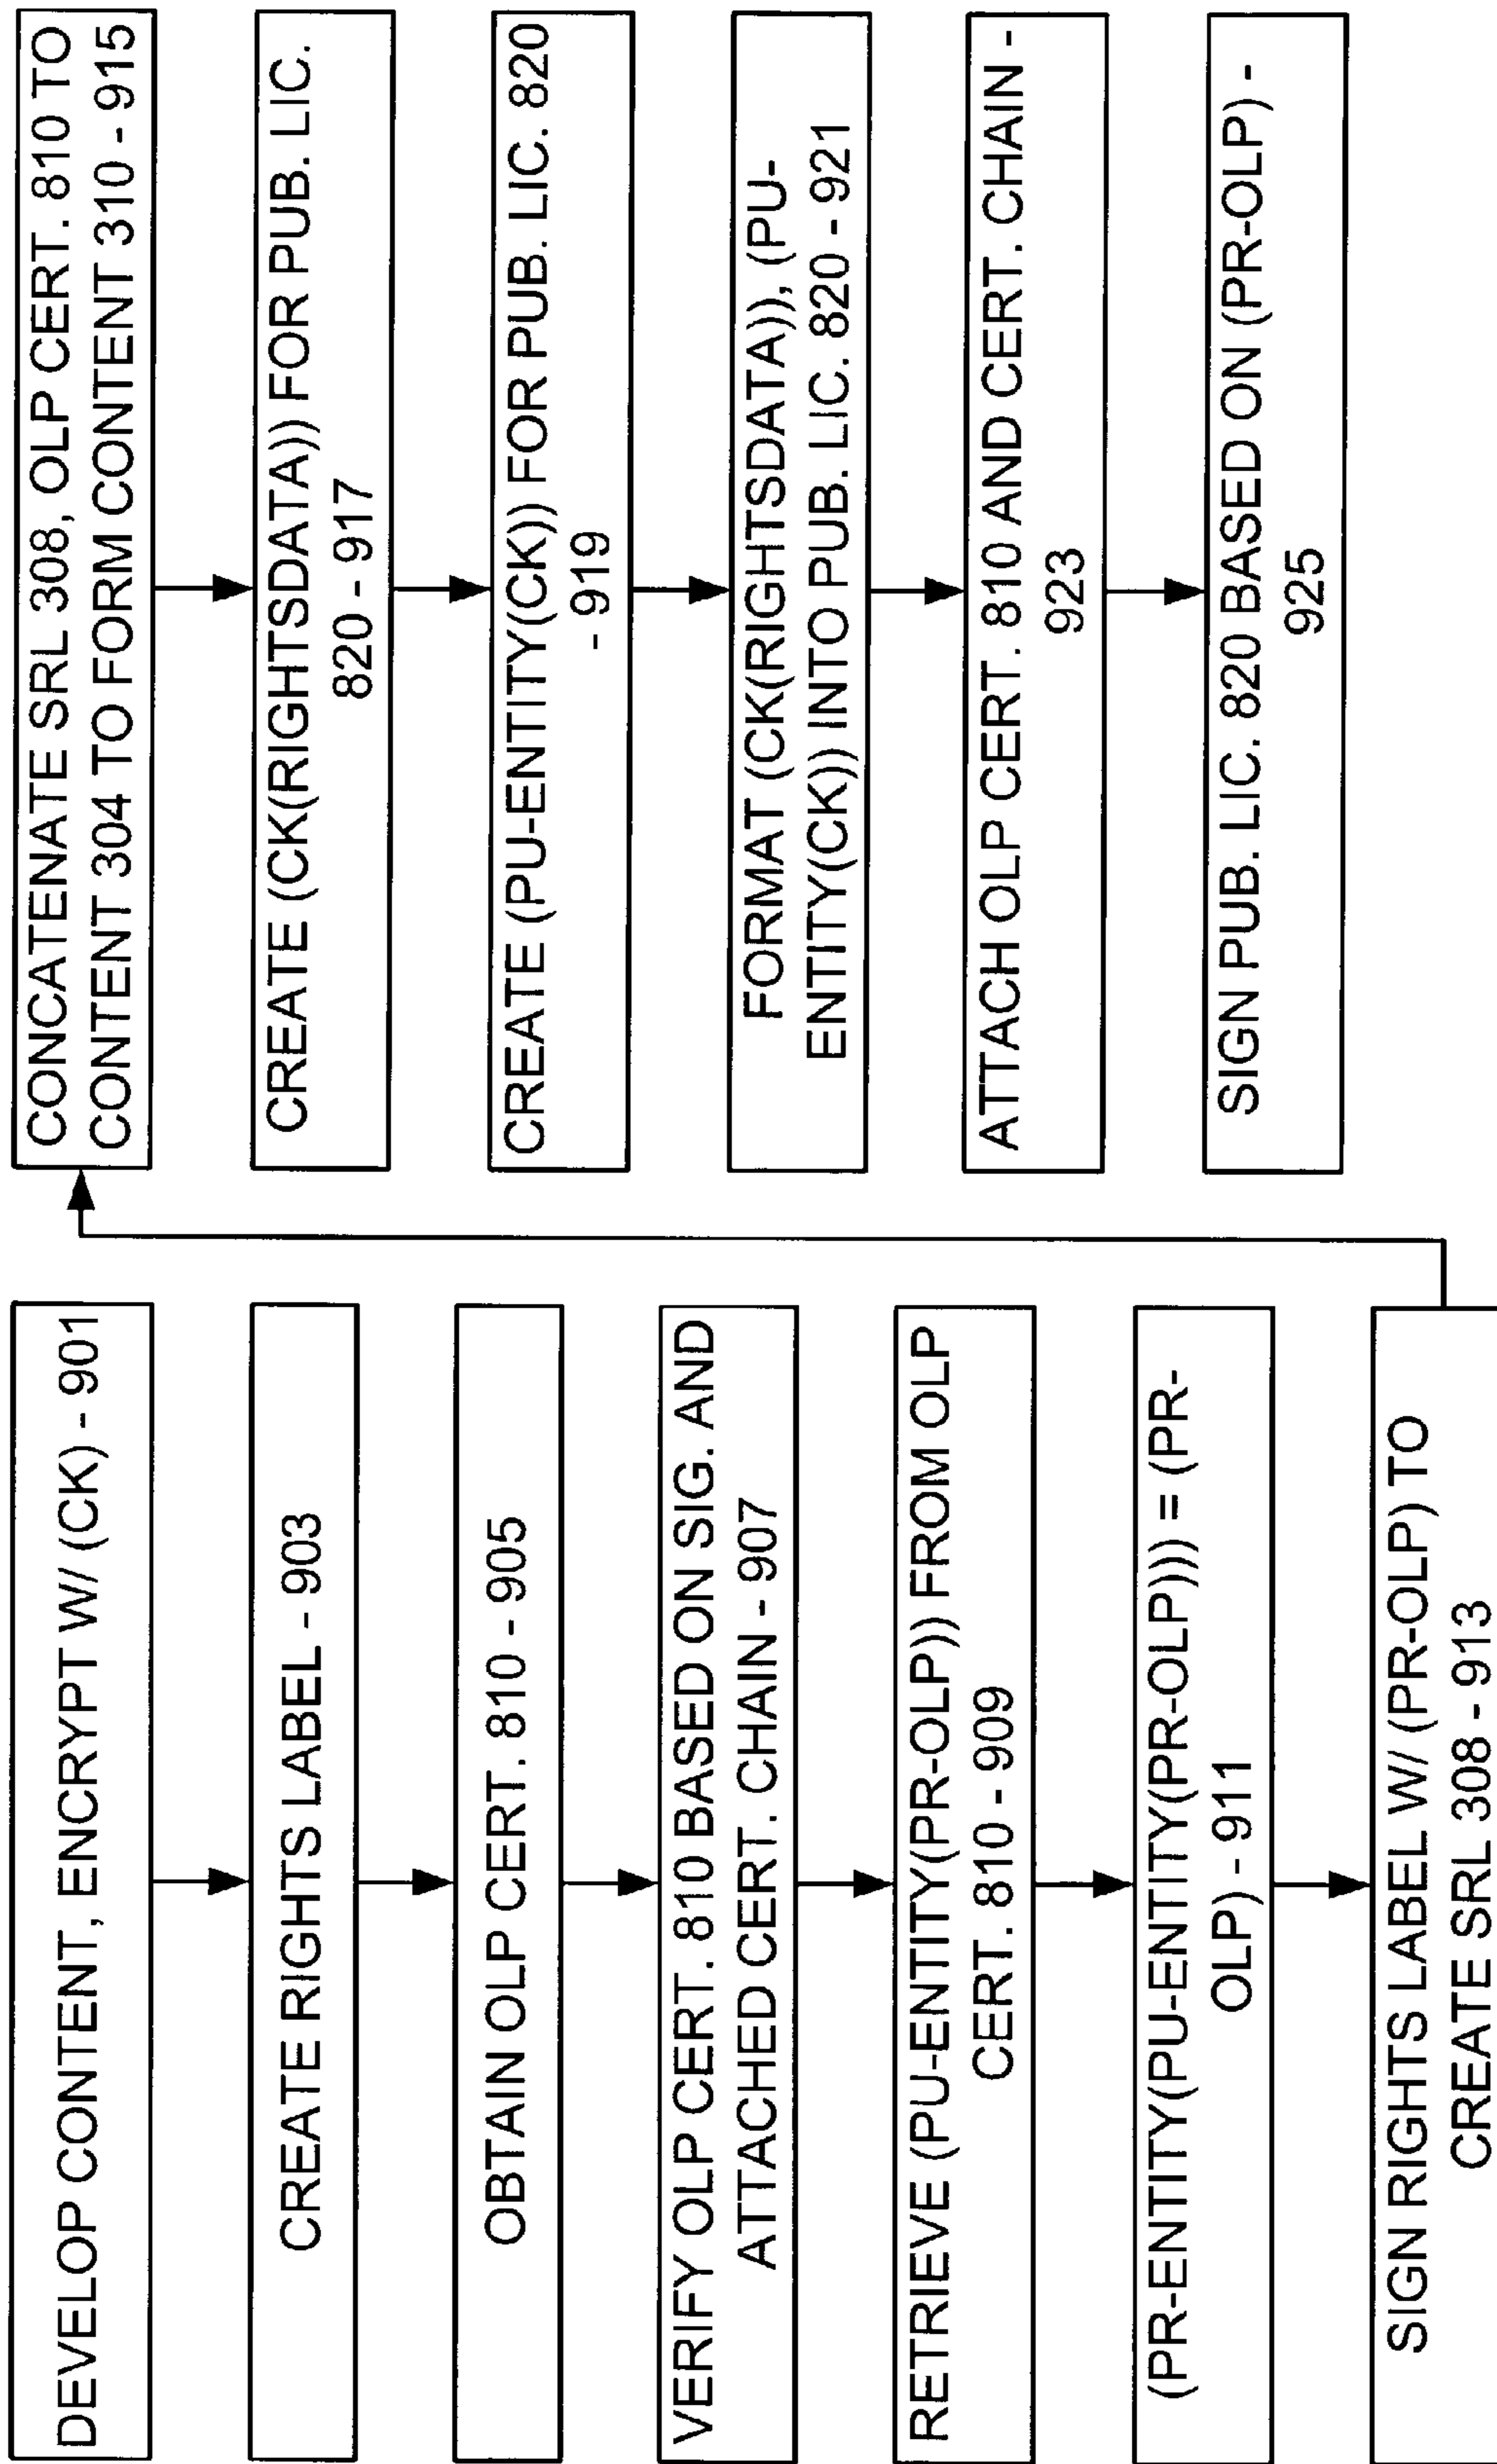 DEVELOP CONTENT, ENCRYPT W/ (CK) - 901
CREATE RIGHTS LABEL - 903
OBTAIN OLP CERT. 810 - 905
VERIFY OLP CERT. 810 BASED ON SIG. AND
ATTACHED CERT. CHAIN - 907
RETRIEVE (PU-ENTITY(PR-OLP)) FROM OLP
CERT. 810 - 909
(PR-ENTITY(PU-ENTITY(PR-OLP))) = (PR-
OLP) - 911
SIGN RIGHTS LABEL W/ (PR-OLP) TO
CREATE SRL 308 - 913
CONCATENATE SRL 308, OLP CERT. 810 TO
CONTENT 304 TO FORM CONTENT 310 - 915
CREATE (CK(RIGHTSDATA)) FOR PUB. LIC.
820 - 917
CREATE (PU-ENTITY(CK)) FOR PUB. LIC. 820
- 919
FORMAT (CK(RIGHTSDATA)), (PU-
ENTITY(CK)) INTO PUB. LIC. 820 - 921
ATTACH OLP CERT. 810 AND CERT. CHAIN -
923
SIGN PUB. LIC. 820 BASED ON (PR-OLP) -
925